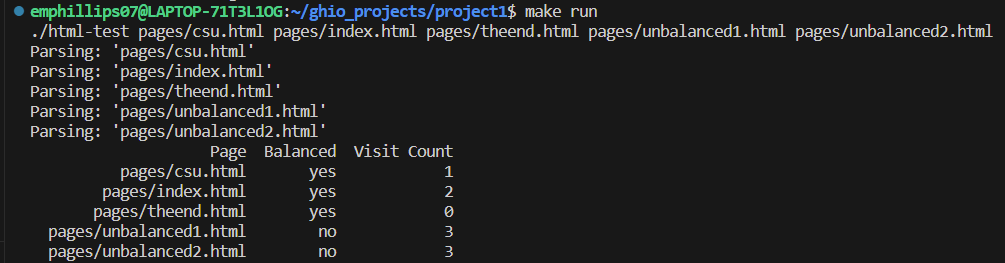 emphillips07@LAPTOP-71T3L1OG:~/ghio_projects/project1$ make run
./html-test pages/csu.html pages/index.html pages/theend.html pages/unbalanced1.html pages/unbalanced2.html
Parsing: 'pages/csu.html'
Parsing: 'pages/index.html'
Parsing: 'pages/theend.html'
Parsing: 'pages/unbalanced1.html'
Parsing: 'pages/unbalanced2.html'
Page  Balanced  Visit Count
pages/csu.html       yes            1
pages/index.html       yes            2
pages/theend.html       yes            0
pages/unbalanced1.html        no            3
pages/unbalanced2.html        no            3